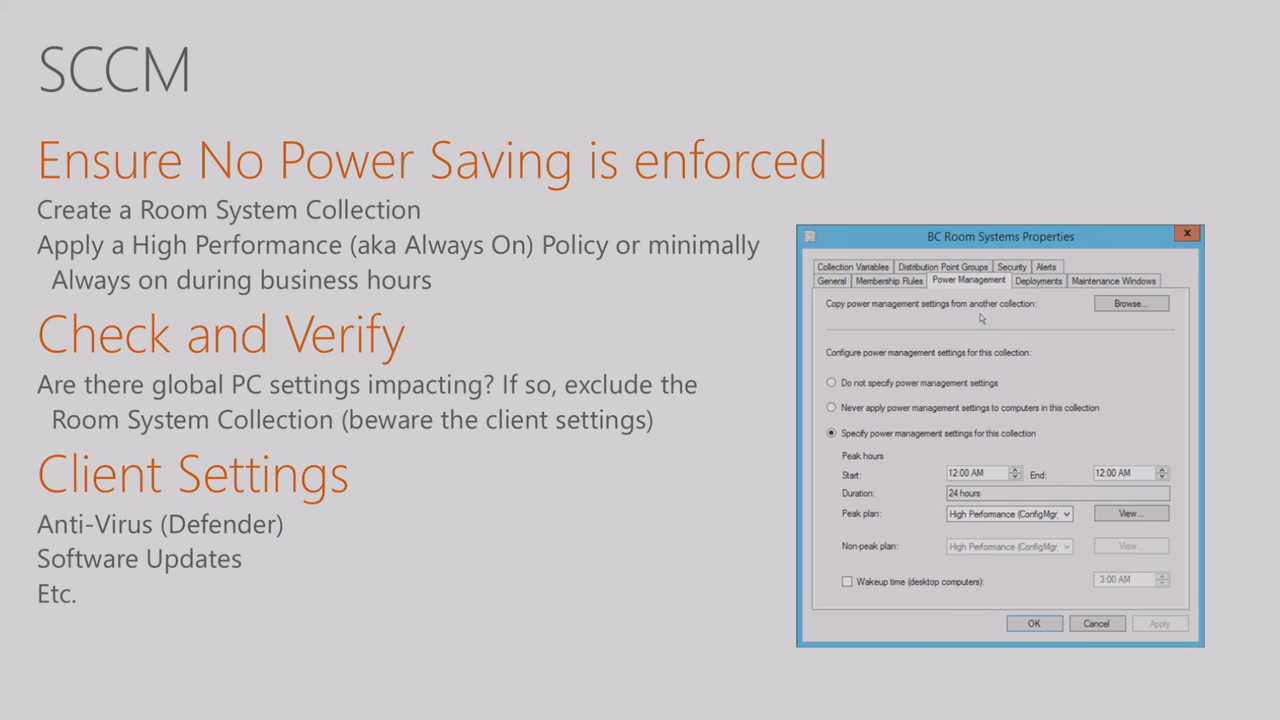 SCCM
Ensure No Power Saving is enforced
Create a Room System Collection
Apply a High Performance (aka Always On) Policy or minimally
Always on during business hours
Check and Verify
Are there global PC settings impacting? If so, exclude the
Room System Collection (beware the client settings)
Client Settings
Anti-Virus (Defender)
Software Updates
Etc.
BC Room Systems Properties
Collection Variables Distribution Point Groups Security Alerts
General Membership Rules Power Management Deployments Maintenance Windows
Copy power management settings from another collection: Browse...
Configure power management settings for this collection:
Do not specify power management settings
Never apply power management settings to computers in this collection
Specify power management settings for this collection
Peak hours
Start: 12:00 AM End: 12:00 AM
Duration: 24 hours
Peak plan: High Performance (ConfigMgr) View...
Non-peak plan: High Performance (ConfigMgr) View...
Wakeup time (desktop computers): 3:00 AM
OK Cancel Apply